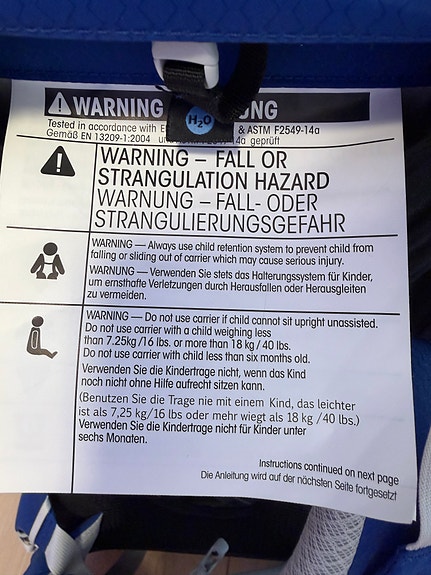 WARNING
UNG
H₂O
Tested in accordance with & ASTM F2549-14a
Gemäß EN 13209-1:2004 14a geprüft
WARNING – FALL OR
STRANGULATION HAZARD
WARNUNG – FALL- ODER
STRANGULIERUNGSGEFAHR
WARNING — Always use child retention system to prevent child from
falling or sliding out of carrier which may cause serious injury.
WARNUNG — Verwenden Sie stets das Halterungssystem für Kinder,
um ernsthafte Verletzungen durch Herausfallen oder Herausgleiten
zu vermeiden.
WARNING — Do not use carrier if child cannot sit upright unassisted.
Do not use carrier with a child weighing less
than 7.25kg/16 lbs. or more than 18 kg / 40 lbs.
Do not use carrier with child less than six months old.
Verwenden Sie die Kindertrage nicht, wenn das Kind
noch nicht ohne Hilfe aufrecht sitzen kann.
(Benutzen Sie die Trage nie mit einem Kind, das leichter
ist als 7,25 kg/16 lbs oder mehr wiegt als 18 kg /40 lbs.)
Verwenden Sie die Kindertrage nicht für Kinder unter
sechs Monaten.
Instructions continued on next page
Die Anleitung wird auf der nächsten Seite fortgesetzt